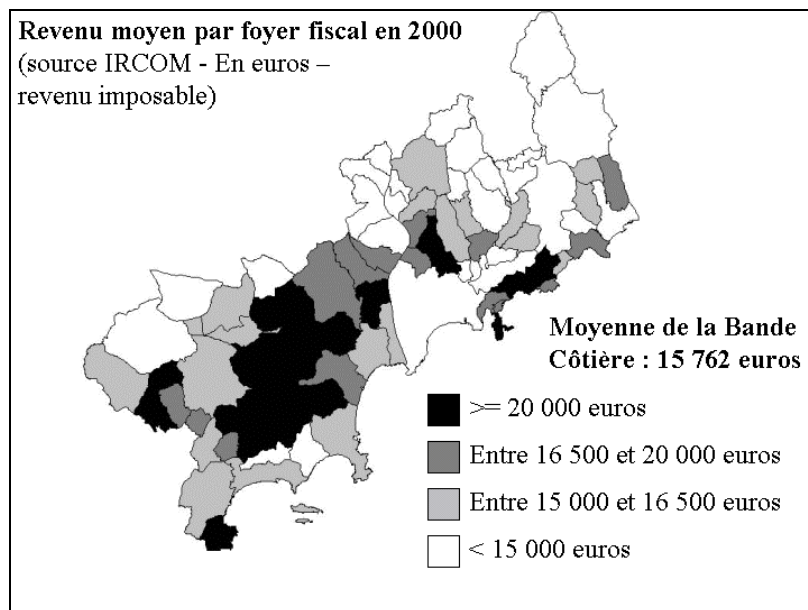 Revenu moyen par foyer fiscal en 2000
(source IRCOM - En euros –
revenu imposable)
Moyenne de la Bande
Côtière : 15 762 euros
>= 20 000 euros
Entre 16 500 et 20 000 euros
Entre 15 000 et 16 500 euros
< 15 000 euros